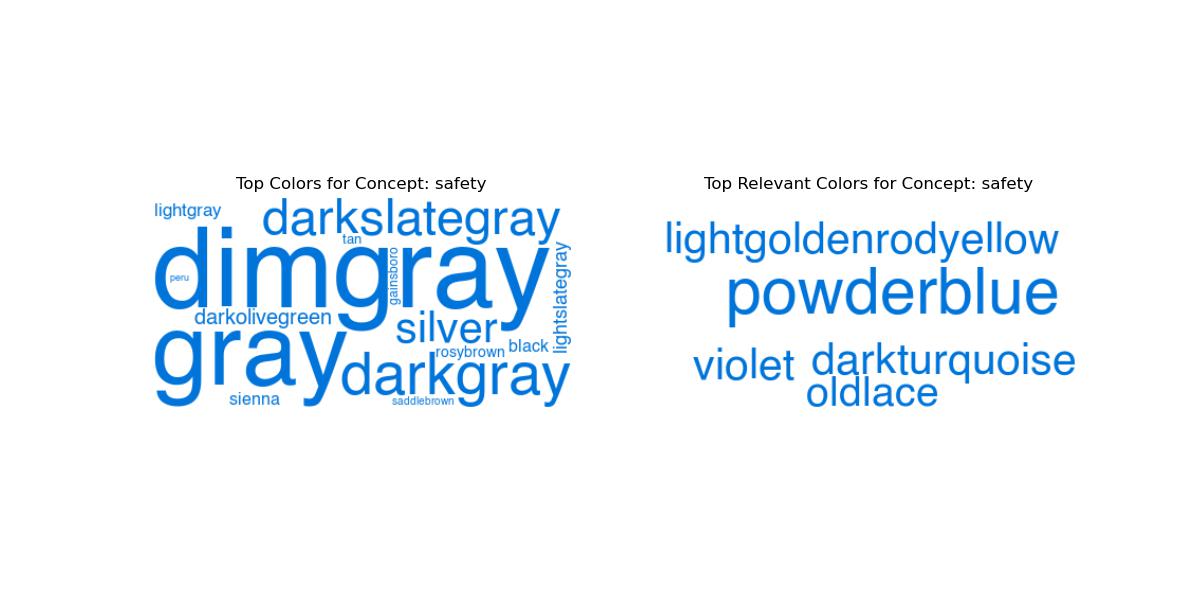 Top Colors for Concept: safety
lightgray
darkslategray
tan
dimgray
peru
gainsboro
lightslategray
darkolivegreen
silver
gray
rosybrown
black
darkgray
sienna
saddlebrown
Top Relevant Colors for Concept: safety
lightgoldenrodyellow
powderblue
violet
darkturquoise
oldlace